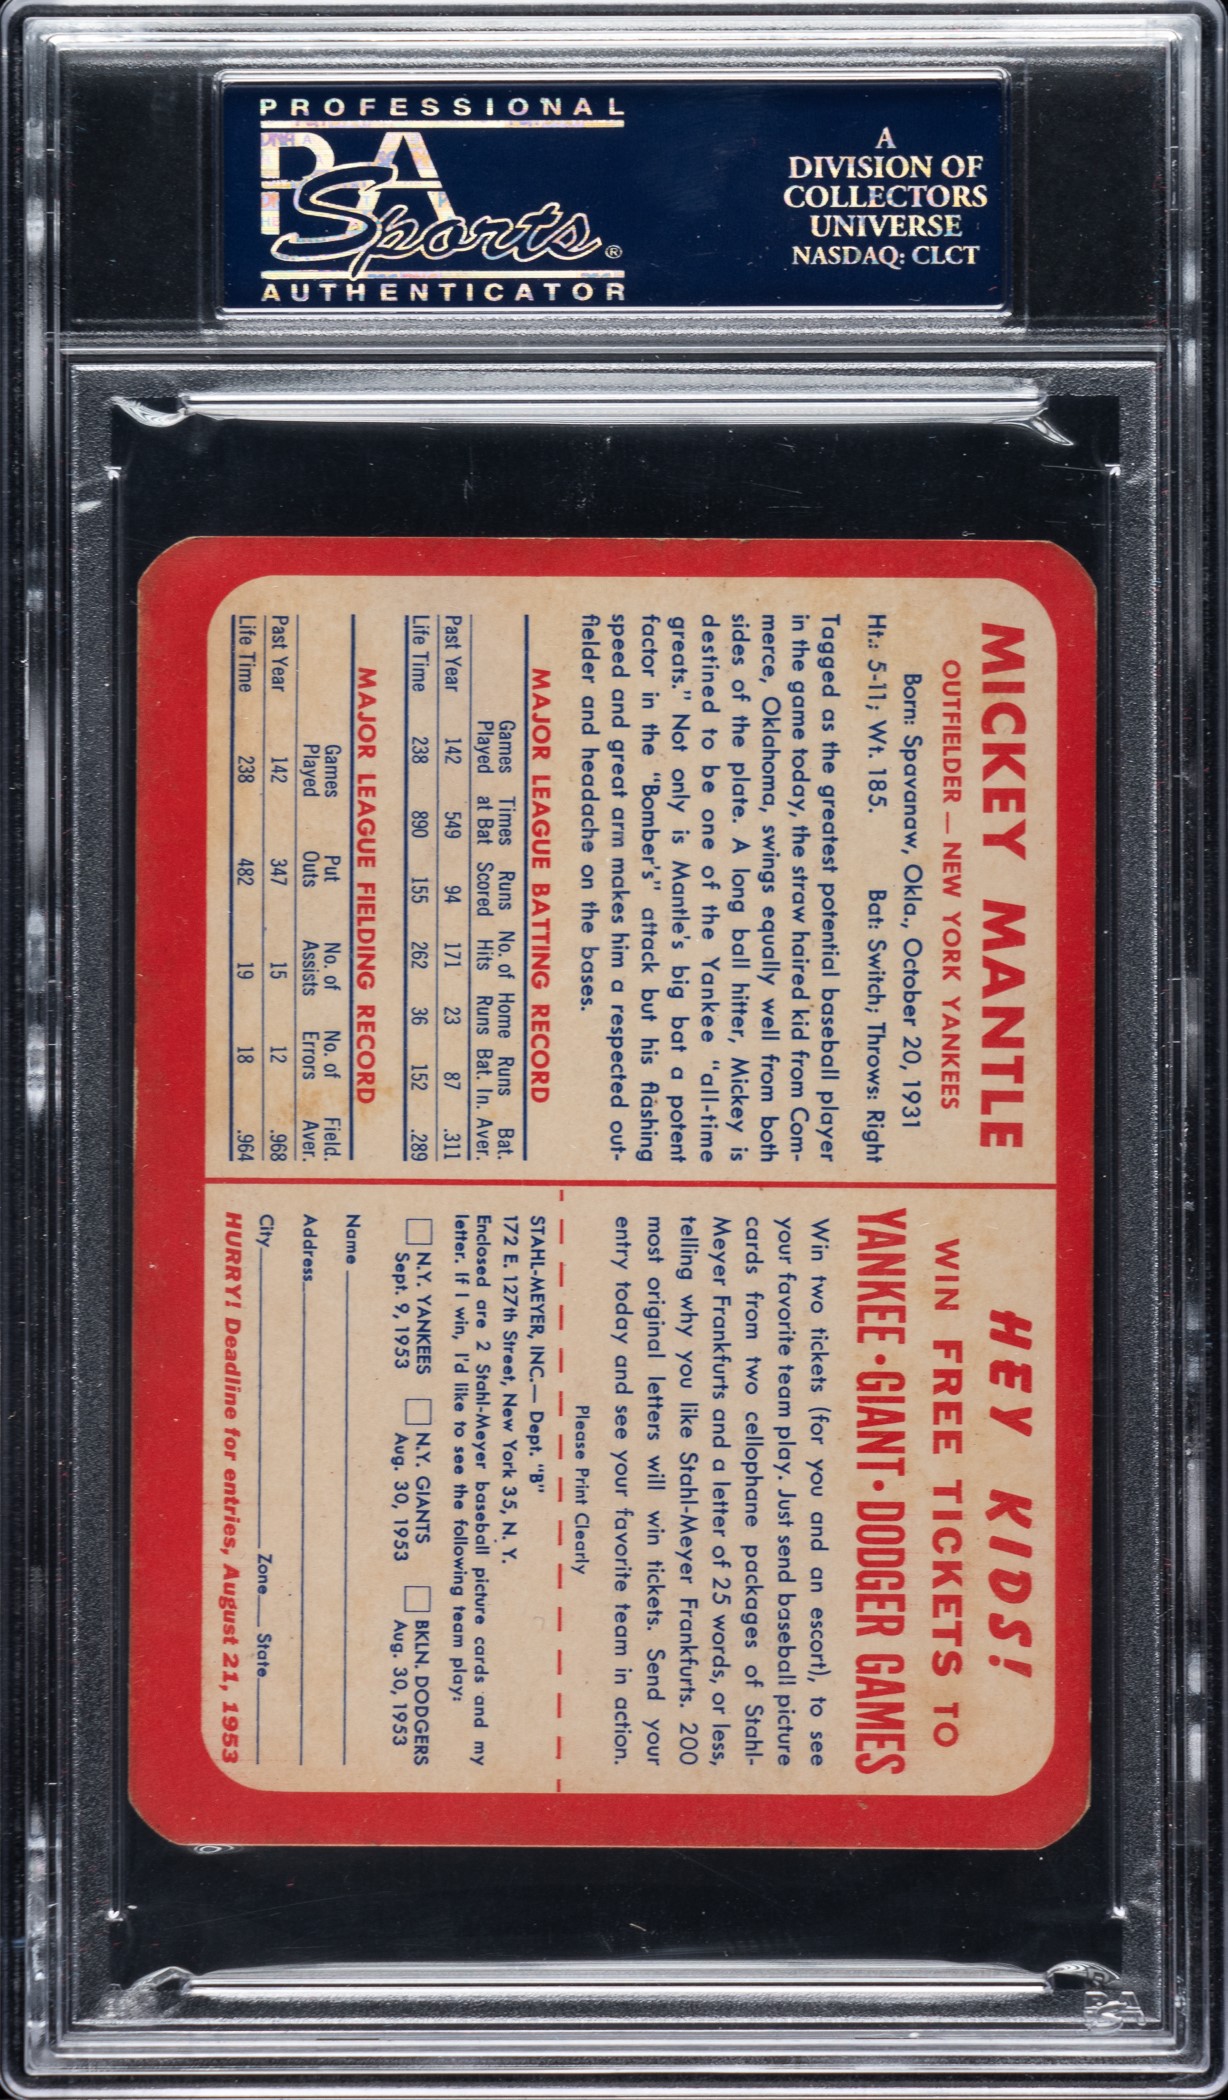 PROFESSIONAL
PSA
Sports®
AUTHENTICATOR
A
DIVISION OF
COLLECTORS
UNIVERSE
NASDAQ: CLCT
MICKEY MANTLE
OUTFIELDER — NEW YORK YANKEES
Born: Spavanaw, Okla., October 20, 1931
Ht.: 5-11; Wt. 185. Bat: Switch; Throws: Right
Tagged as the greatest potential baseball player
in the game today, the straw haired kid from Com-
merce, Oklahoma, swings equally well from both
sides of the plate. A long ball hitter, Mickey is
destined to be one of the Yankee "all-time
greats." Not only is Mantle's big bat a potent
factor in the "Bomber's" attack but his flashing
speed and great arm makes him a respected out-
fielder and headache on the bases.
MAJOR LEAGUE BATTING RECORD
Games Times Runs No. of Home Runs Bat.
Played at Bat Scored Hits Runs Bat. In. Aver.
Past Year 142 549 94 171 23 87 .311
Life Time 238 890 155 262 36 152 .289
MAJOR LEAGUE FIELDING RECORD
Games Put No. of No. of Field.
Played Outs Assists Errors Aver.
Past Year 142 347 15 12 .968
Life Time 238 482 19 18 .964
HEY KIDS!
WIN FREE TICKETS TO
YANKEE • GIANT • DODGER GAMES
Win two tickets (for you and an escort), to see
your favorite team play. Just send baseball picture
cards from two cellophane packages of Stahl-
Meyer Frankfurts and a letter of 25 words, or less,
telling why you like Stahl-Meyer Frankfurts. 200
most original letters will win tickets. Send your
entry today and see your favorite team in action.
Please Print Clearly
STAHL-MEYER, INC.— Dept. "B"
172 E. 127th Street, New York 35, N. Y.
Enclosed are 2 Stahl-Meyer baseball picture cards and my
letter. If I win, I'd like to see the following team play:
N.Y. YANKEES N.Y. GIANTS BKLN. DODGERS
Sept. 9, 1953 Aug. 30, 1953 Aug. 30, 1953
Name
Address
City Zone State
HURRY! Deadline for entries, August 21, 1953
PSA